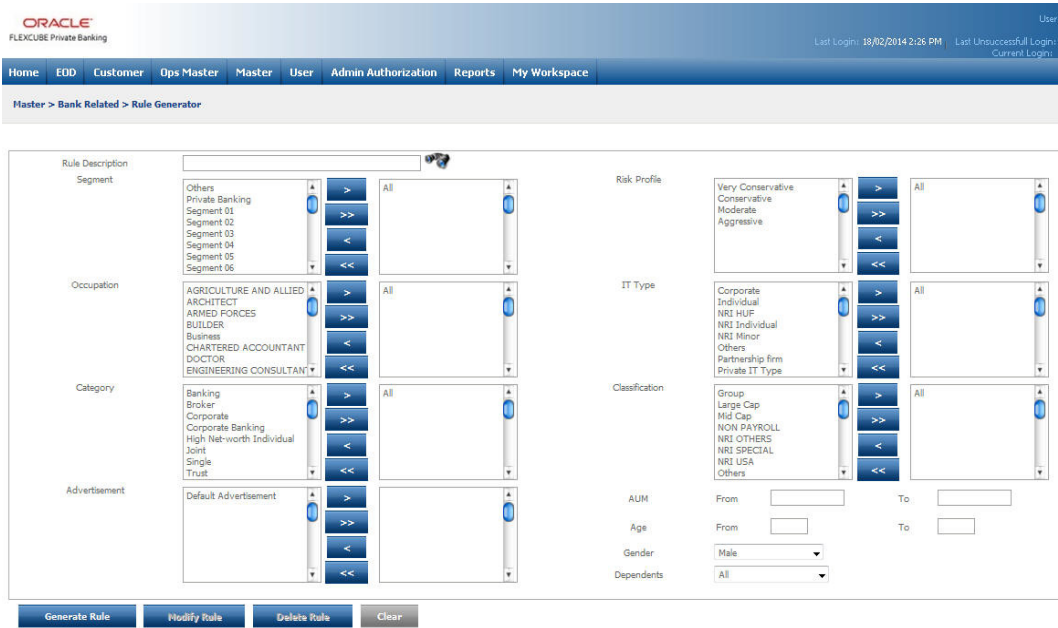 ORACLE
FLEXCUBE Private Banking
User
Last Login: 18/02/2014 2:26 PM Last Unsuccessfull Login:
Current Login:
Home EOD Customer Ops Master Master User Admin Authorization Reports My Workspace
Master > Bank Related > Rule Generator
Rule Description
Segment
Others
Private Banking
Segment 01
Segment 02
Segment 03
Segment 04
Segment 05
Segment 06
>
>>
<
<<
All
Risk Profile
Very Conservative
Conservative
Moderate
Aggressive
>
>>
<
<<
All
Occupation
AGRICULTURE AND ALLIED
ARCHITECT
ARMED FORCES
BUILDER
Business
CHARTERED ACCOUNTANT
DOCTOR
ENGINEERING CONSULTANT
>
>>
<
<<
All
IT Type
Corporate
Individual
NRI HUF
NRI Individual
NRI Minor
Others
Partnership firm
Private IT Type
>
>>
<
<<
All
Category
Banking
Broker
Corporate
Corporate Banking
High Net-worth Individual
Joint
Single
Trust
>
>>
<
<<
All
Classification
Group
Large Cap
Mid Cap
NON PAYROLL
NRI OTHERS
NRI SPECIAL
NRI USA
Others
>
>>
<
<<
All
Advertisement
Default Advertisement
>
>>
<
<<
AUM From To
Age From To
Gender Male
Dependents All
Generate Rule Modify Rule Delete Rule Clear